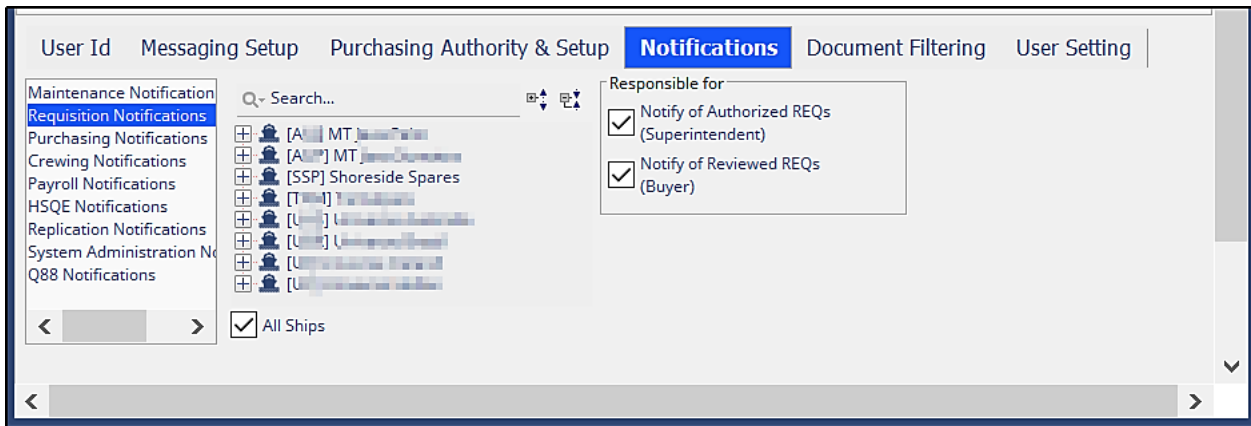 User Id Messaging Setup Purchasing Authority & Setup Notifications Document Filtering User Setting
Maintenance Notification
Requisition Notifications
Purchasing Notifications
Crewing Notifications
Payroll Notifications
HSQE Notifications
Replication Notifications
System Administration No
Q88 Notifications
Search...
MT
MT
[SSP] Shoreside Spares
All Ships
Responsible for
Notify of Authorized REQs
(Superintendent)
Notify of Reviewed REQs
(Buyer)